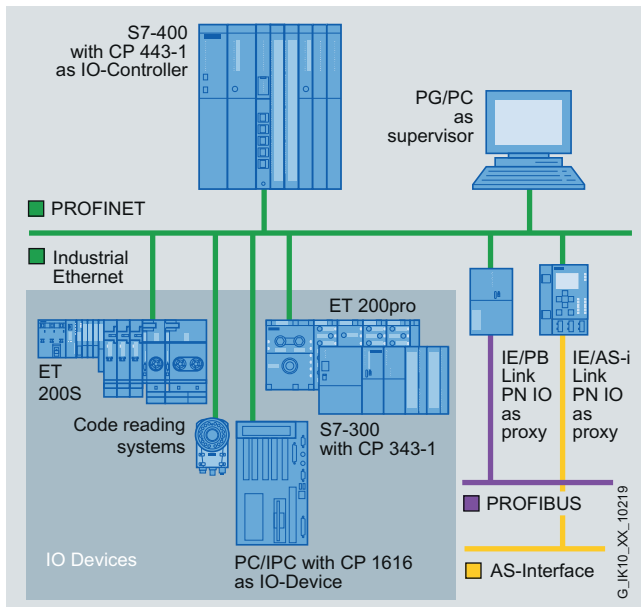 S7-400
with CP 443-1
as IO-Controller
PG/PC
as
supervisor
PROFINET
Industrial
Ethernet
ET 200pro
ET
200S
Code reading
systems
S7-300
with CP 343-1
IE/PB
Link
PN IO
as
proxy
IE/AS-i
Link
PN IO
as
proxy
PROFIBUS
IO Devices
PC/IPC with CP 1616
as IO-Device
AS-Interface
G_IK10_XX_10219